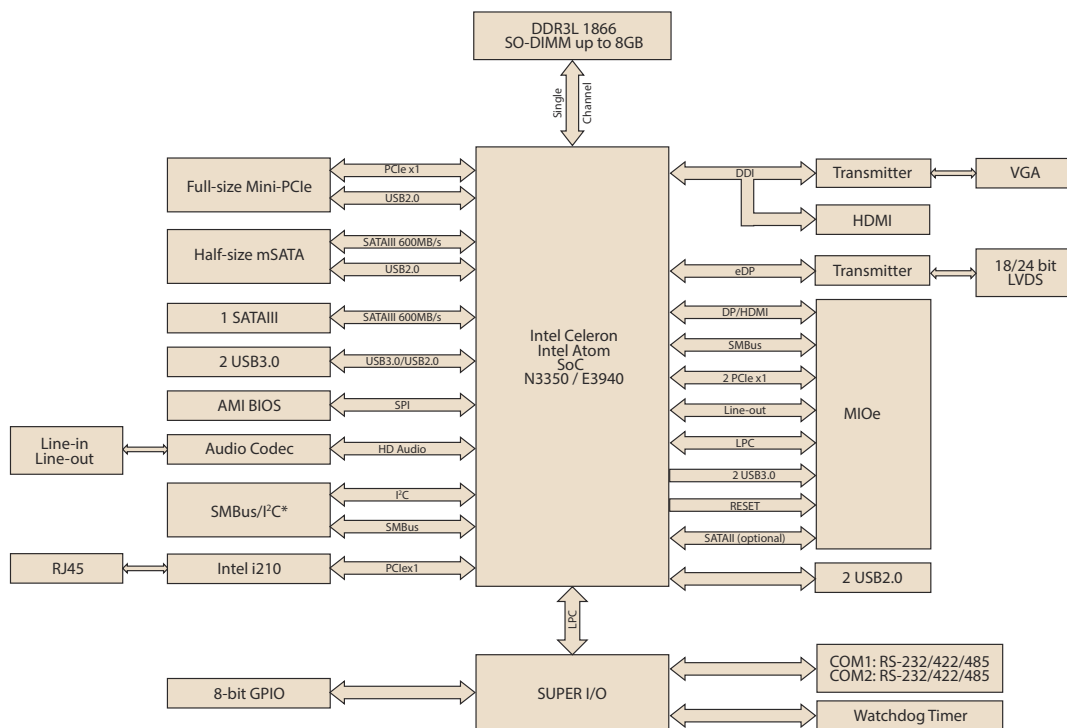 DDR3L 1866
SO-DIMM up to 8GB
Single
Channel
Full-size Mini-PCIe
PCIe x1
USB2.0
Half-size mSATA
SATAIII 600MB/s
USB2.0
1 SATAIII
SATAIII 600MB/s
2 USB3.0
USB3.0/USB2.0
AMI BIOS
SPI
Line-in
Line-out
Audio Codec
HD Audio
SMBus/I²C*
I²C
SMBus
RJ45
Intel i210
PCIex1
Intel Celeron
Intel Atom
SoC
N3350 / E3940
DDI
Transmitter
VGA
HDMI
eDP
Transmitter
18/24 bit
LVDS
DP/HDMI
SMBus
2 PCIe x1
Line-out
LPC
2 USB3.0
RESET
SATAII (optional)
MIOe
2 USB2.0
LPC
8-bit GPIO
SUPER I/O
COM1: RS-232/422/485
COM2: RS-232/422/485
Watchdog Timer